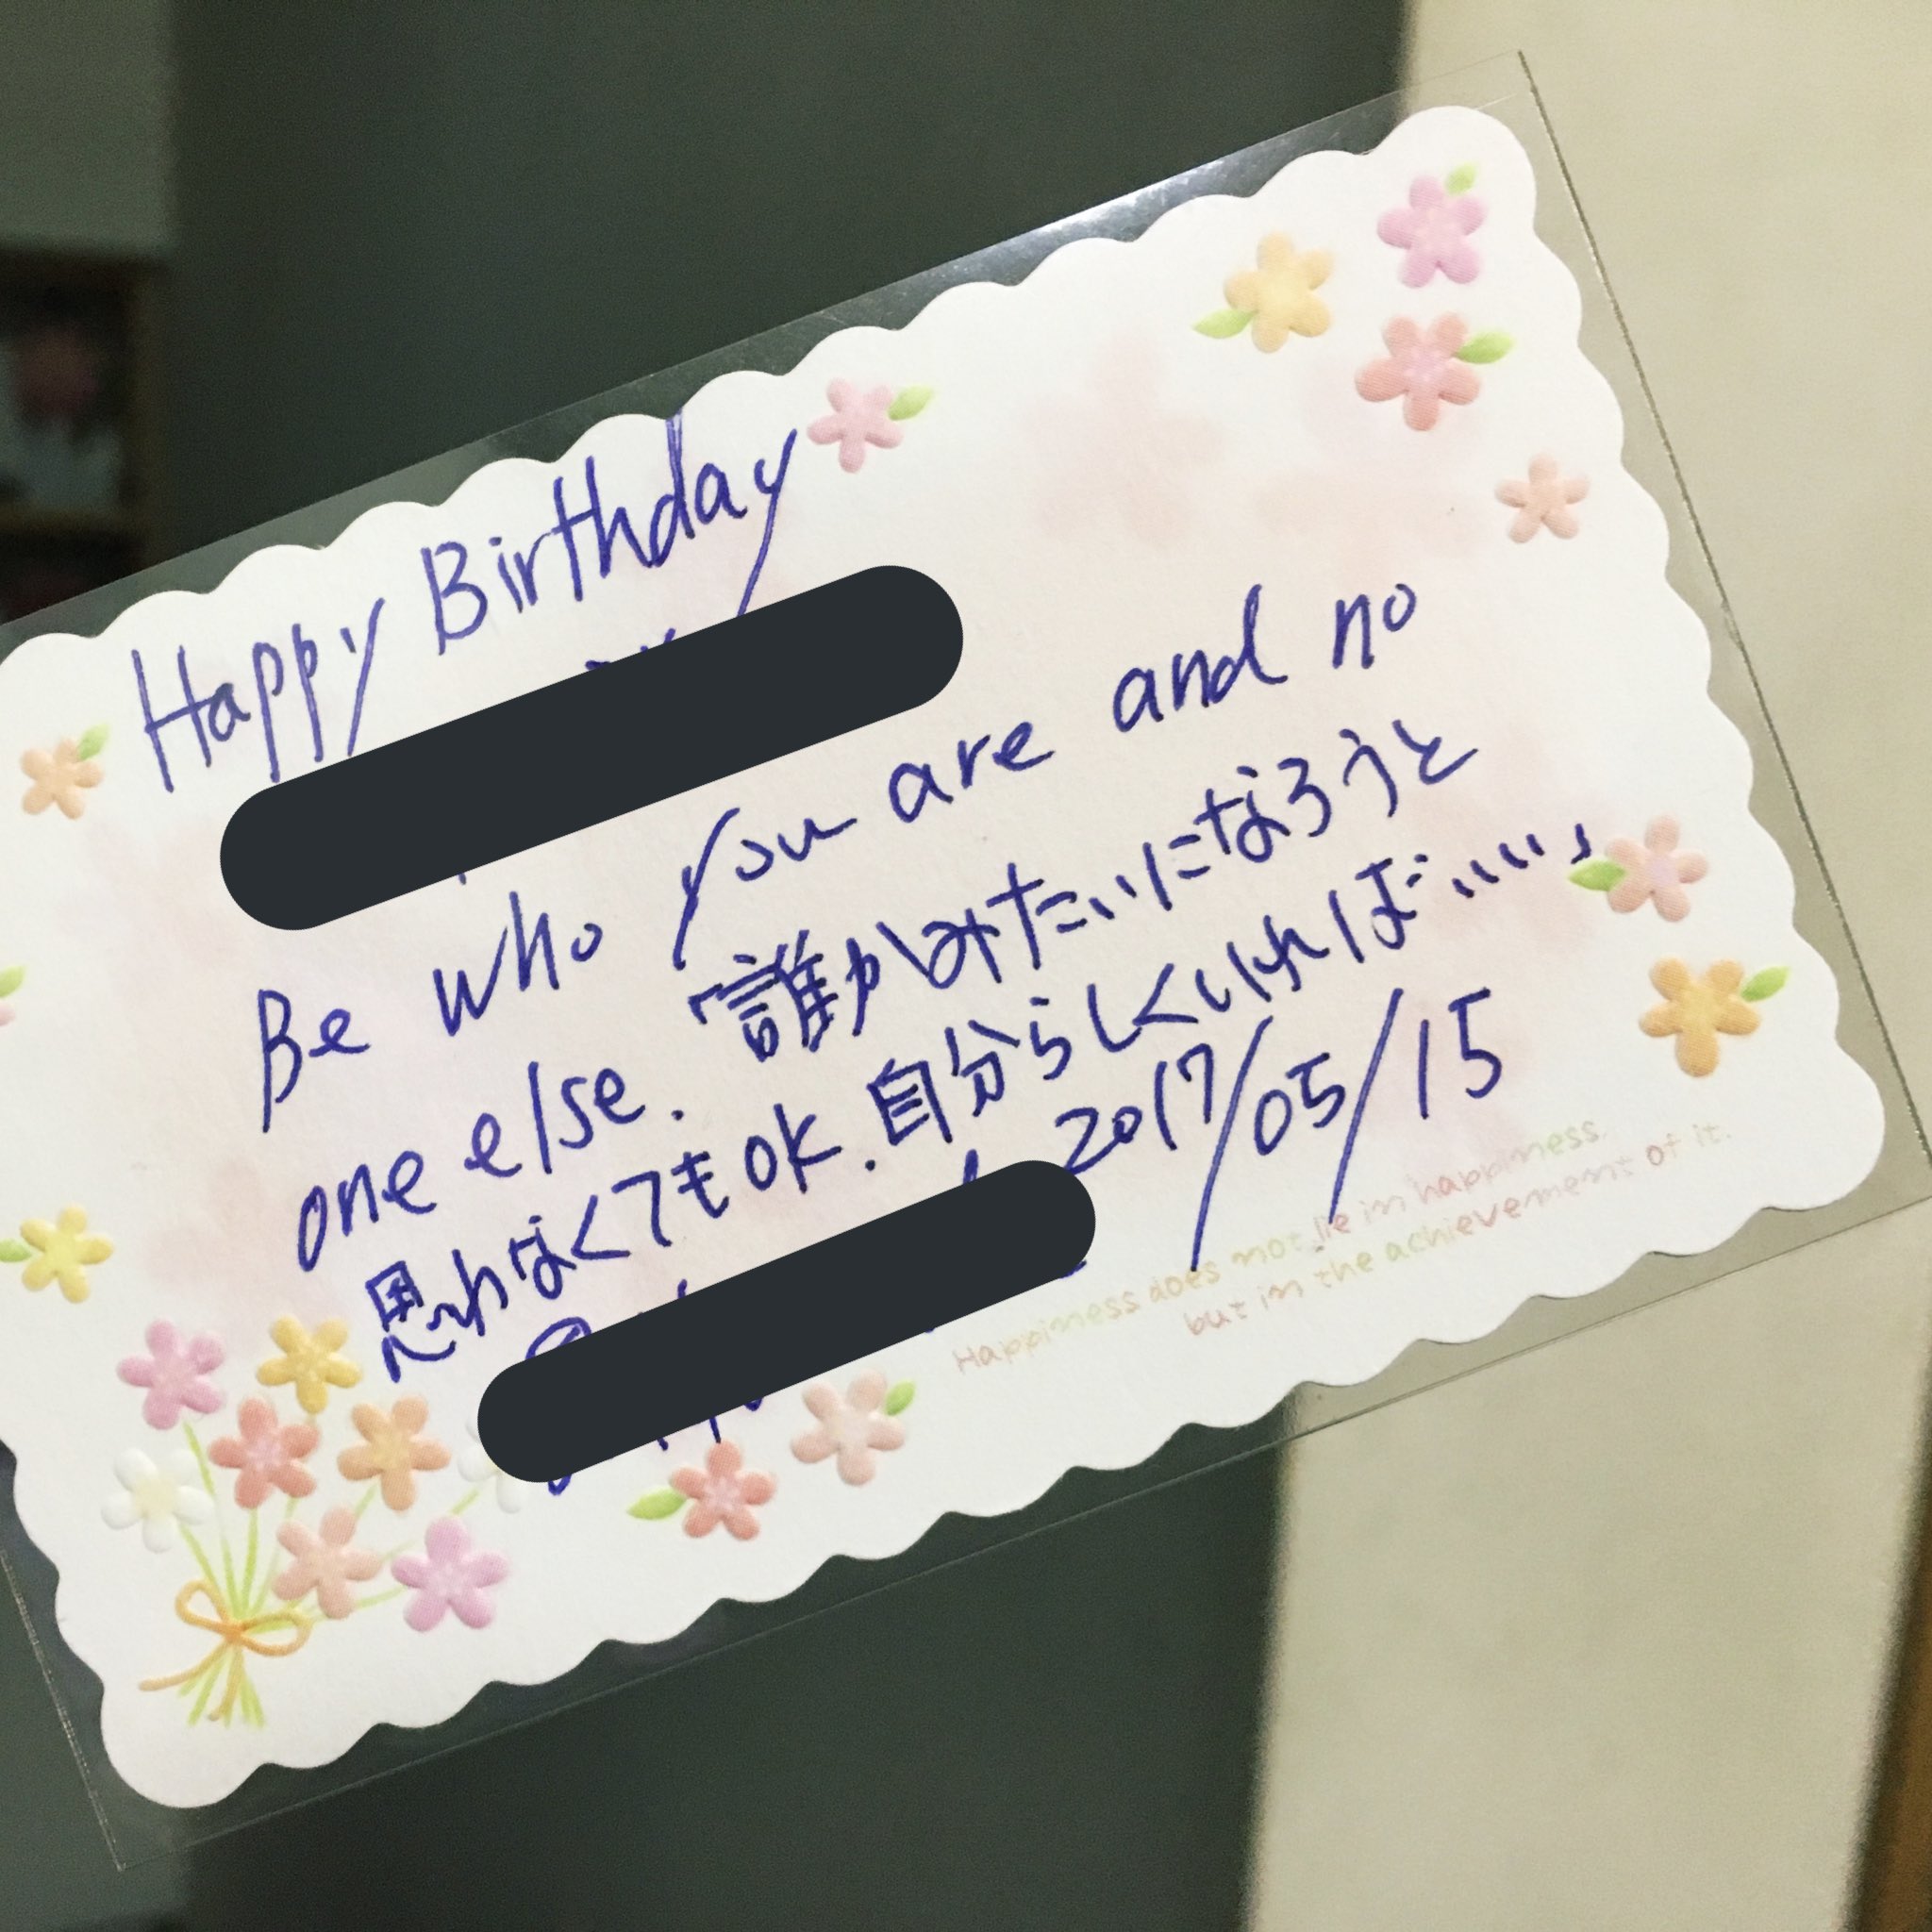 Happy Birthday
Be who you are and no
one else. 「誰かみたいになろうと
思わなくてもOK.自分らしくいればいい」
2017/05/15
Happiness does not lie in happiness,
but in the achievement of it.